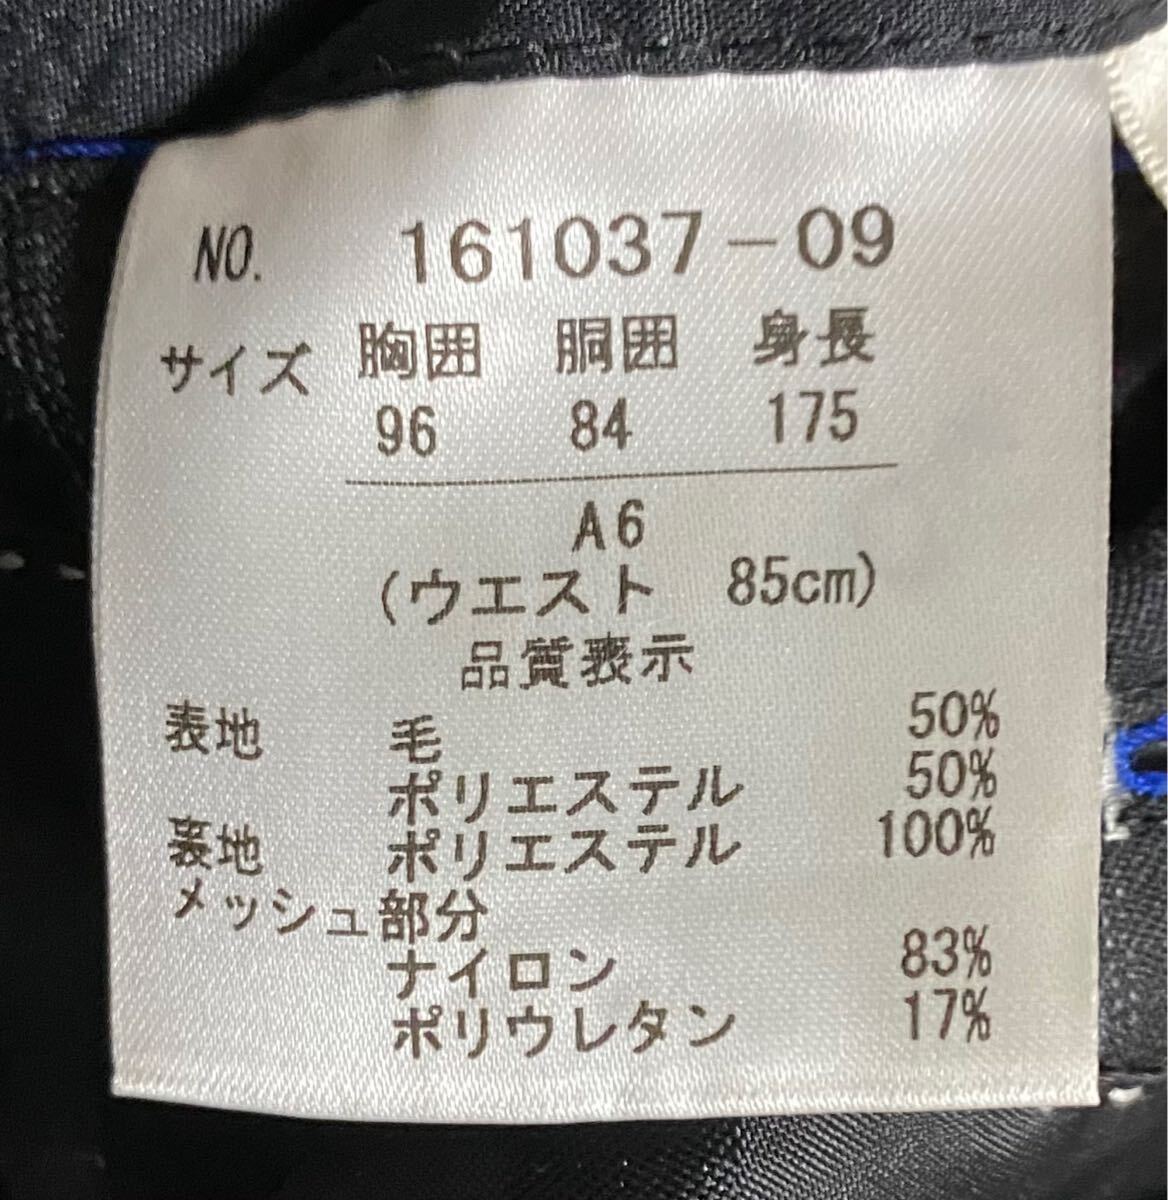 NO. 161037-09
サイズ 胸囲 胴囲 身長
96 84 175
A6
(ウエスト 85cm)
品質表示
表地 毛 50%
ポリエステル 50%
裏地 ポリエステル 100%
メッシュ部分
ナイロン 83%
ポリウレタン 17%